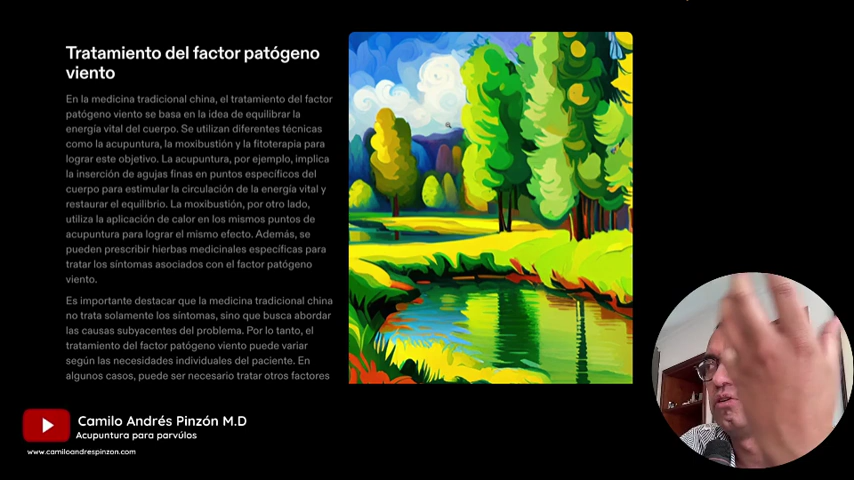 Tratamiento del factor patógeno
viento
En la medicina tradicional china, el tratamiento del factor
patógeno viento se basa en la idea de equilibrar la
energía vital del cuerpo. Se utilizan diferentes técnicas
como la acupuntura, la moxibustión y la fitoterapia para
lograr este objetivo. La acupuntura, por ejemplo, implica
la inserción de agujas finas en puntos específicos del
cuerpo para estimular la circulación de la energía vital y
restaurar el equilibrio. La moxibustión, por otro lado,
utiliza la aplicación de calor en los mismos puntos de
acupuntura para lograr el mismo efecto. Además, se
pueden prescribir hierbas medicinales específicas para
tratar los síntomas asociados con el factor patógeno
viento.
Es importante destacar que la medicina tradicional china
no trata solamente los síntomas, sino que busca abordar
las causas subyacentes del problema. Por lo tanto, el
tratamiento del factor patógeno viento puede variar
según las necesidades individuales del paciente. En
algunos casos, puede ser necesario tratar otros factores
Camilo Andrés Pinzón M.D
Acupuntura para parvúlos
www.camiloandrespinzon.com